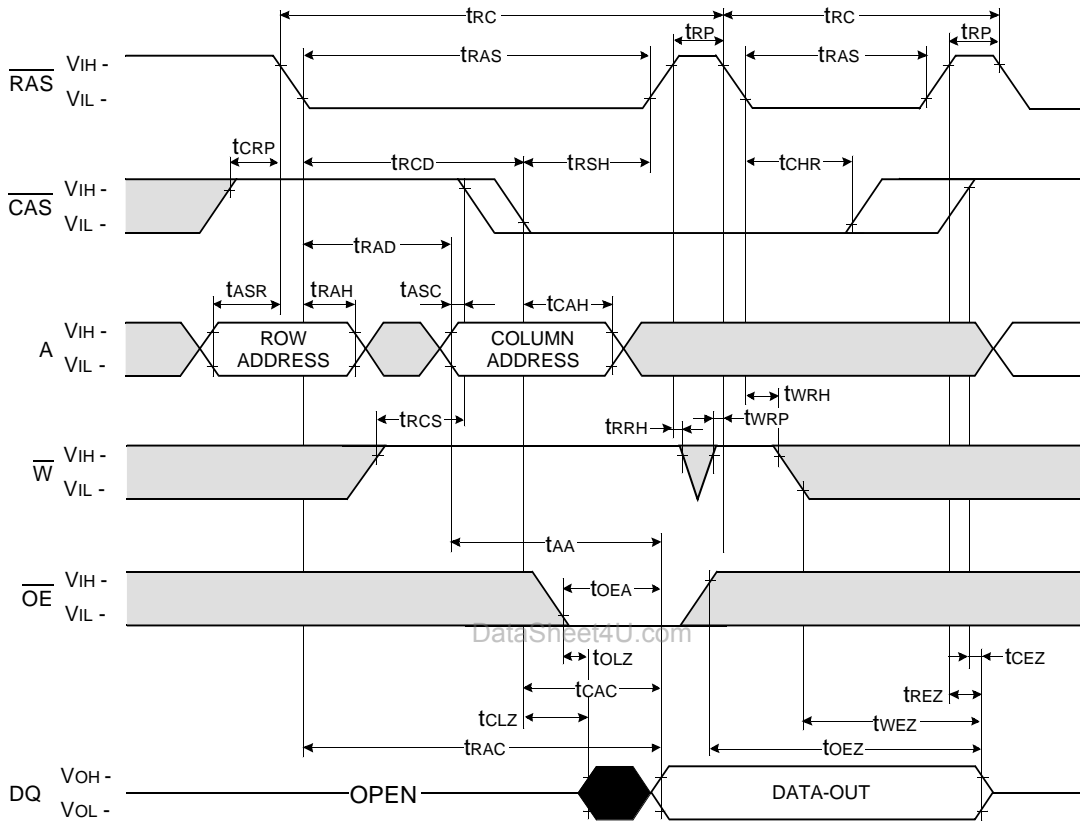 tRC tRC
tRP tRP
tRAS tRAS
RAS VIH -
VIL -
tCRP tRCD tRSH tCHR
CAS VIH -
VIL -
tRAD
tASR tRAH tASC tCAH
A VIH -
VIL -
ROW ADDRESS
COLUMN ADDRESS
tWRH
tRCS tRRH tWRP
W VIH -
VIL -
tAA
OE VIH -
VIL -
tOEA
DataSheet4U.com
tOLZ tCEZ
tCAC tREZ
tCLZ tWEZ
tRAC tOEZ
DQ VOH -
VOL -
OPEN DATA-OUT